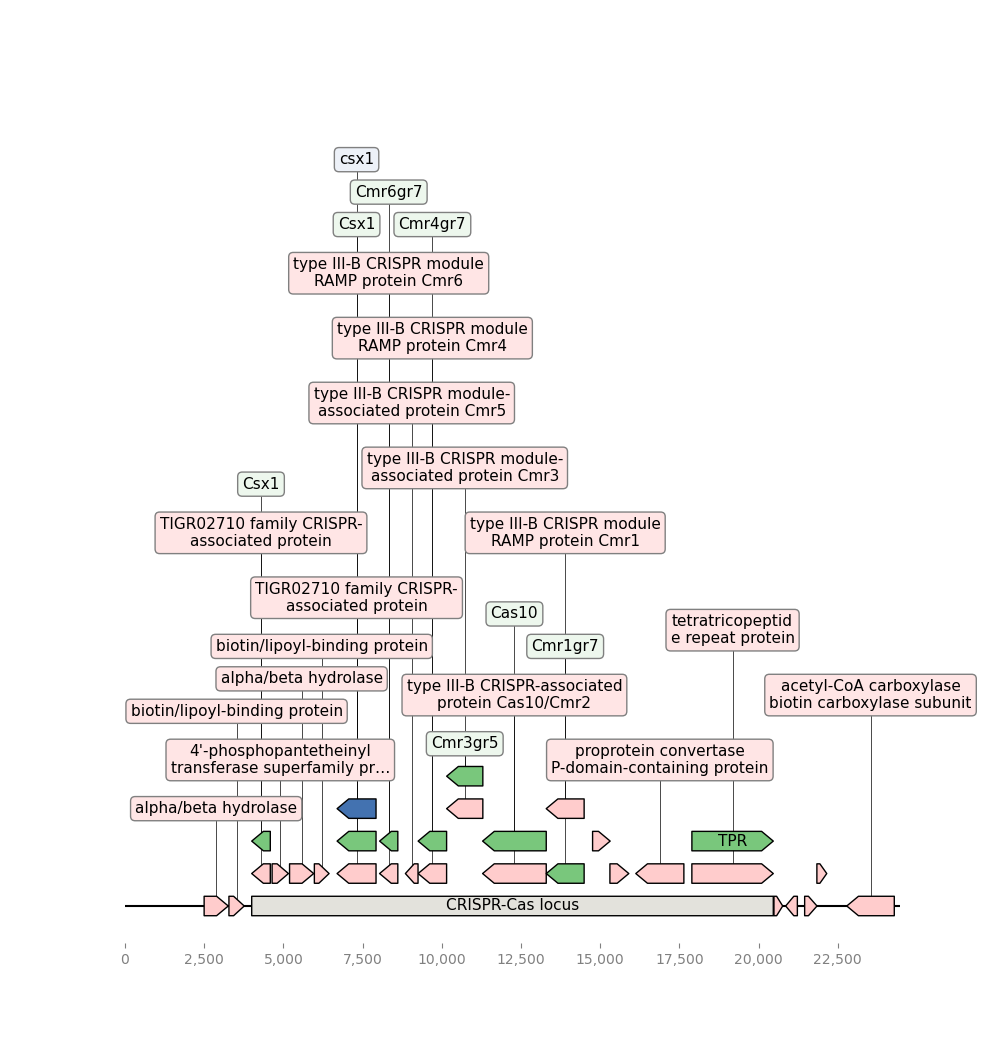 csx1
Cmr6gr7
Csx1
Cmr4gr7
type III-B CRISPR module
RAMP protein Cmr6
type III-B CRISPR module
RAMP protein Cmr4
type III-B CRISPR module-
associated protein Cmr5
type III-B CRISPR module-
associated protein Cmr3
Csx1
TIGR02710 family CRISPR-
associated protein
type III-B CRISPR module
RAMP protein Cmr1
TIGR02710 family CRISPR-
associated protein
Cas10
tetratricopeptid
e repeat protein
biotin/lipoyl-binding protein
Cmr1gr7
alpha/beta hydrolase
type III-B CRISPR-associated
protein Cas10/Cmr2
acetyl-CoA carboxylase
biotin carboxylase subunit
biotin/lipoyl-binding protein
Cmr3gr5
4'-phosphopantetheinyl
transferase superfamily pr...
proprotein convertase
P-domain-containing protein
alpha/beta hydrolase
TPR
CRISPR-Cas locus
0 2,500 5,000 7,500 10,000 12,500 15,000 17,500 20,000 22,500